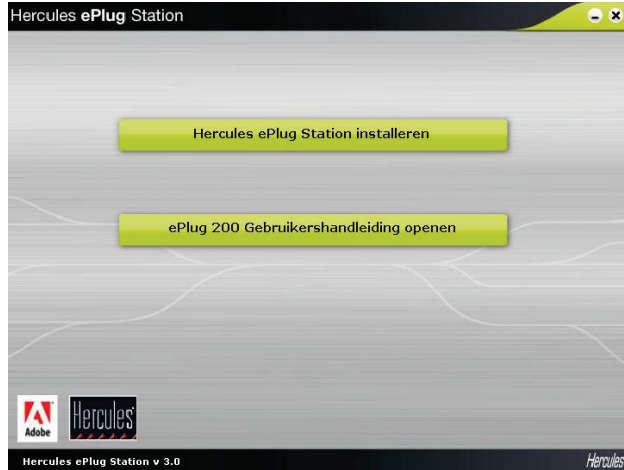 Hercules ePlug Station
Hercules ePlug Station installeren
ePlug 200 Gebruikershandleiding openen
Adobe
Hercules
Hercules ePlug Station v 3.0
Hercules